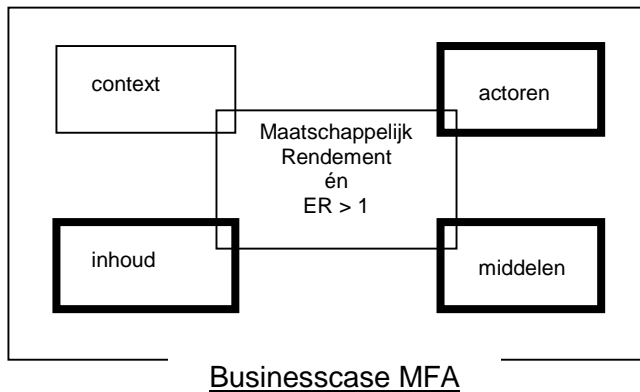 context
actoren
Maatschappelijk
Rendement
én
ER > 1
inhoud
middelen
Businesscase MFA